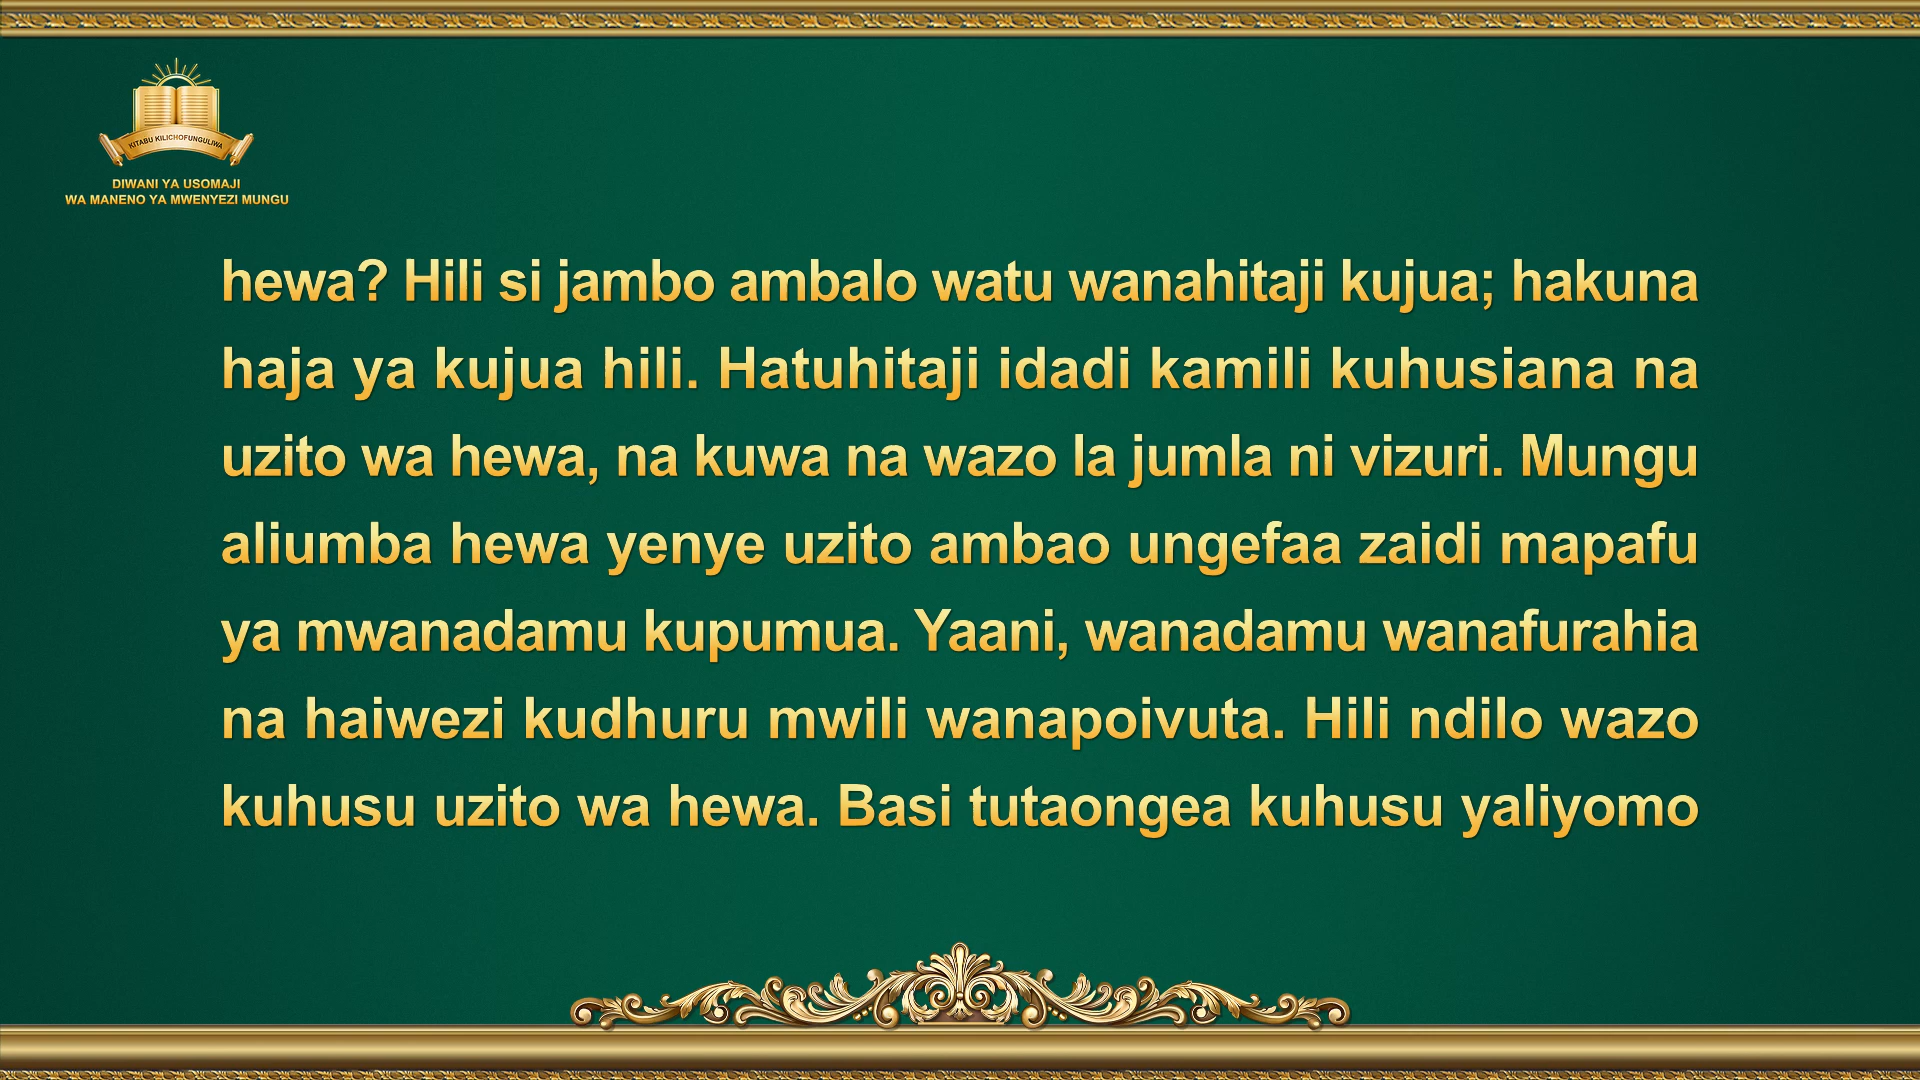 KITABU KILICHOFUNGULIWA
DIWANI YA USOMAJI
WA MANENO YA MWENYEZI MUNGU
hewa? Hili si jambo ambalo watu wanahitaji kujua; hakuna
haja ya kujua hili. Hatuhitaji idadi kamili kuhusiana na
uzito wa hewa, na kuwa na wazo la jumla ni vizuri. Mungu
aliumba hewa yenye uzito ambao ungefaa zaidi mapafu
ya mwanadamu kupumua. Yaani, wanadamu wanafurahia
na haiwezi kudhuru mwili wanapoivuta. Hili ndilo wazo
kuhusu uzito wa hewa. Basi tutaongea kuhusu yaliyomo